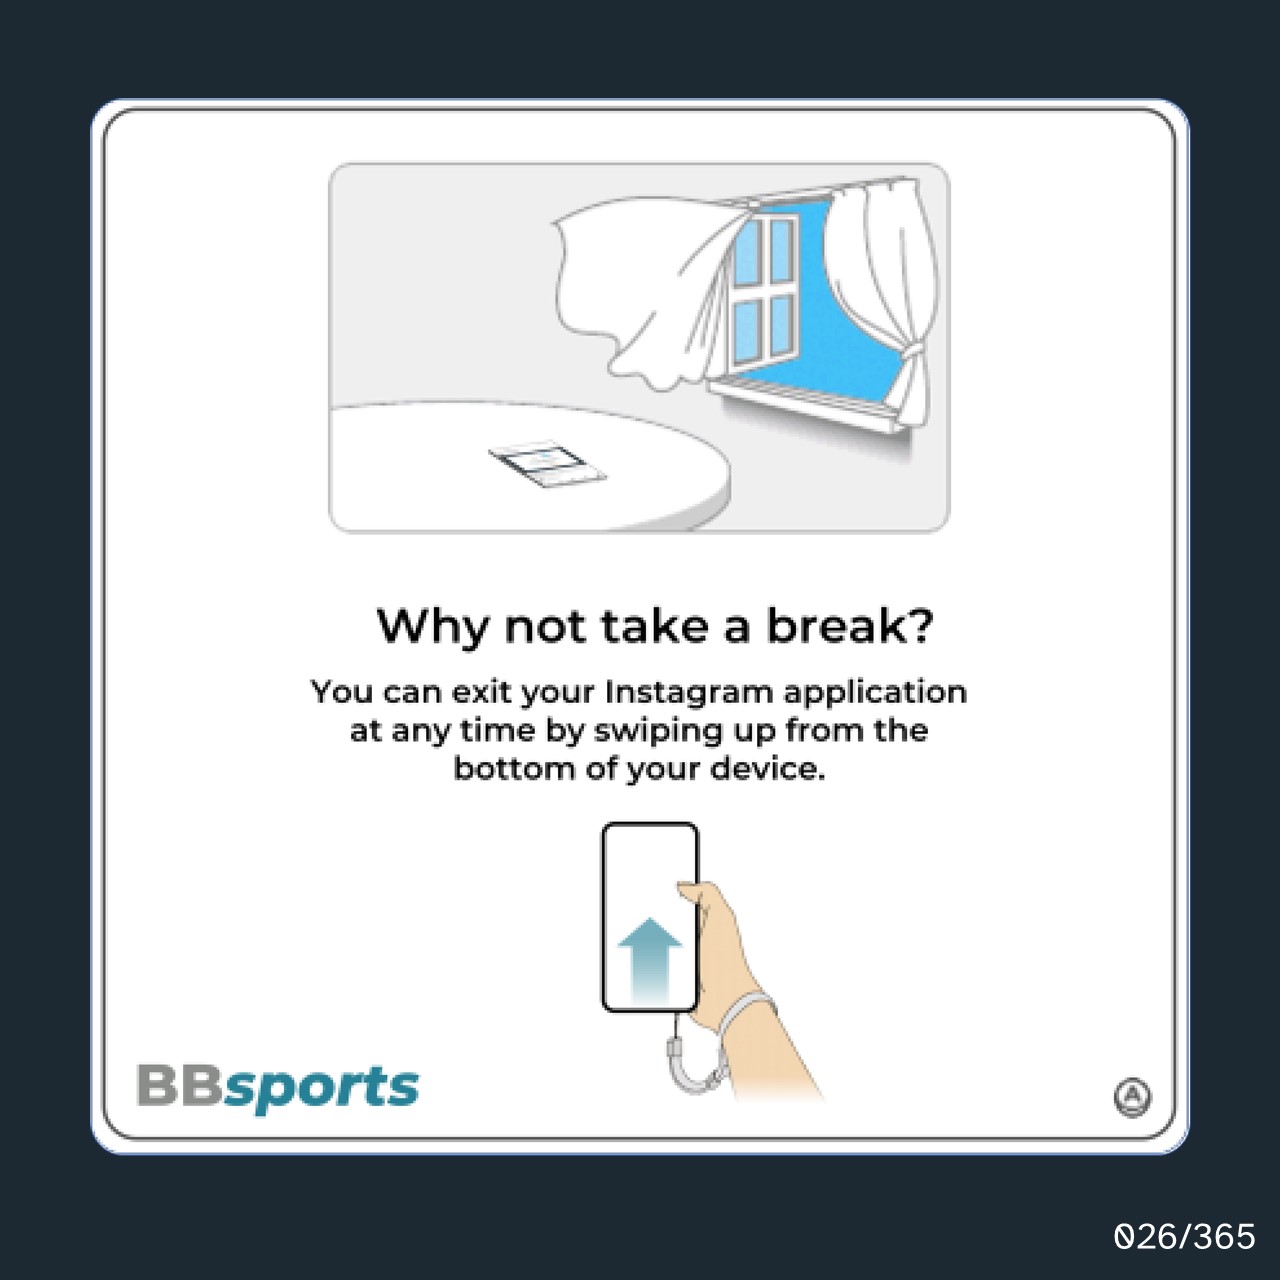 Why not take a break?
You can exit your Instagram application
at any time by swiping up from the
bottom of your device.
BBsports
A
026/365